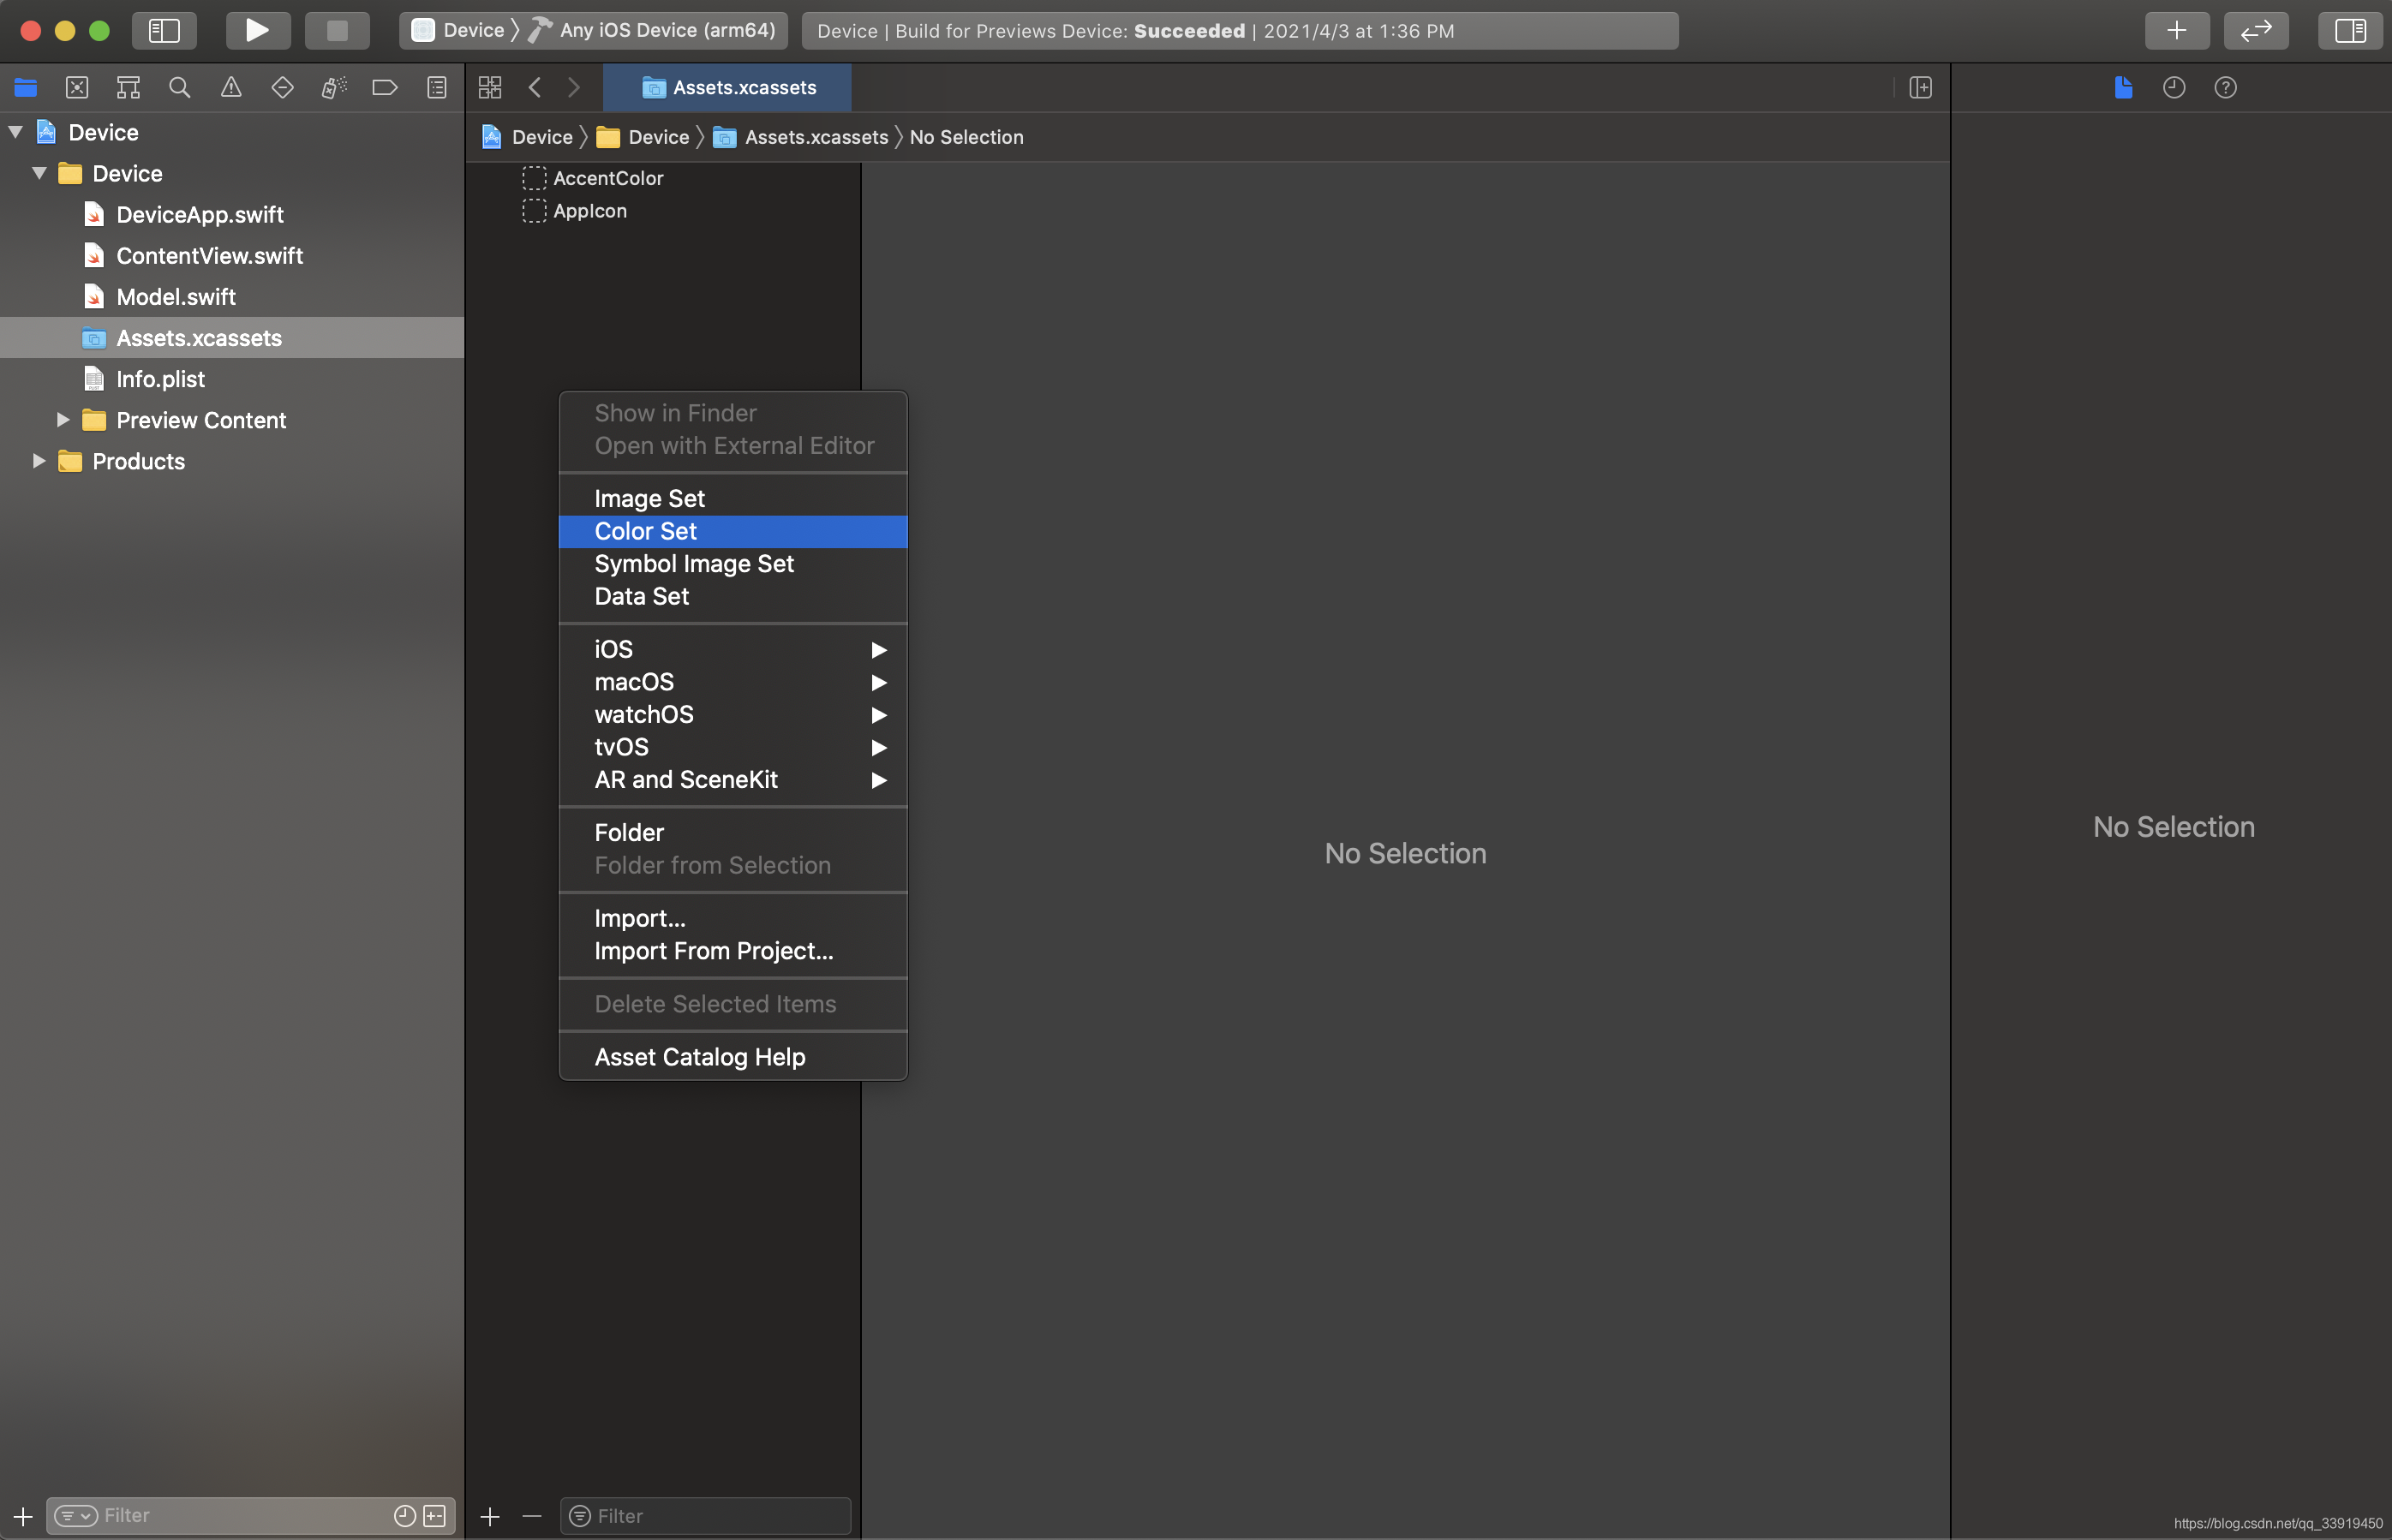 Device 〉 Any iOS Device (arm64)
Device | Build for Previews Device: Succeeded | 2021/4/3 at 1:36 PM
Assets.xcassets
Device 〉 Device 〉 Assets.xcassets 〉 No Selection
Device
Device
DeviceApp.swift
ContentView.swift
Model.swift
Assets.xcassets
Info.plist
Preview Content
Products
AccentColor
AppIcon
Show in Finder
Open with External Editor
Image Set
Color Set
Symbol Image Set
Data Set
iOS
macOS
watchOS
tvOS
AR and SceneKit
Folder
Folder from Selection
Import...
Import From Project...
Delete Selected Items
Asset Catalog Help
No Selection
No Selection
Filter
Filter
https://blog.csdn.net/qq_33919450